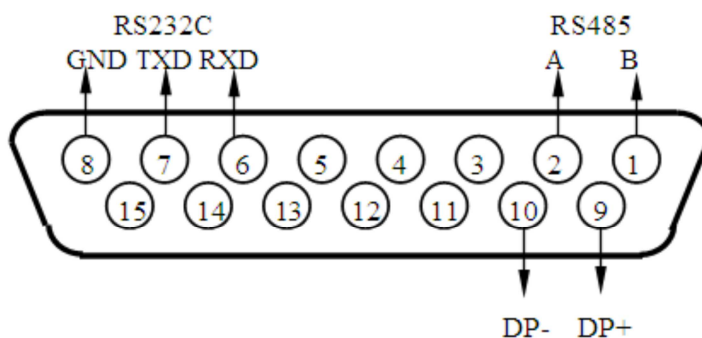 RS232C RS485
GND TXD RXD A B
8 7 6 5 4 3 2 1
15 14 13 12 11 10 9
DP- DP+